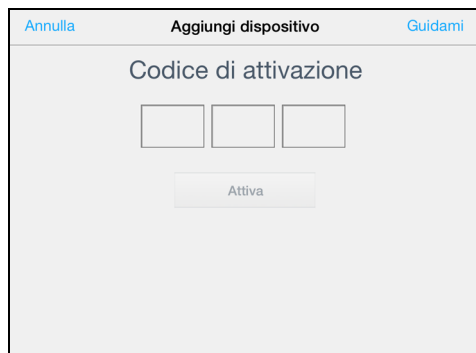 Annulla Aggiungi dispositivo Guidami
Codice di attivazione
Attiva